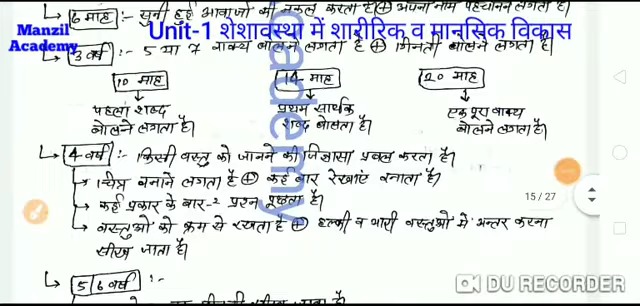 Manzil
Academy
6 माह :- सुनी हुई आवाजों की नकल करता है। + अपना नाम पहचानने लगता है।
Unit-1 शेशावस्था में शारीरिक व मानसिक विकास
3 वर्ष :- 5 या 7 वाक्य बोलने लगता है + गिनती बोलने लगता है।
10 माह 14 माह 20 माह
पहला शब्द बोलने लगता है। प्रथम सार्थक शब्द बोलता है। एक पूरा वाक्य बोलने लगता है।
academy
4 वर्ष :- किसी वस्तु को जानने की जिज्ञासा प्रबल करता है।
चित्र बनाने लगता है + कई बार रेखाएं बनाता है।
15 / 27
कई प्रकार के बार-2 प्रश्न पूछता है।
वस्तुओं को क्रम से रखता है + हल्की व भारी वस्तुओं में अन्तर करना
सीख जाता है।
5/6 वर्ष :-
DU RECORDER